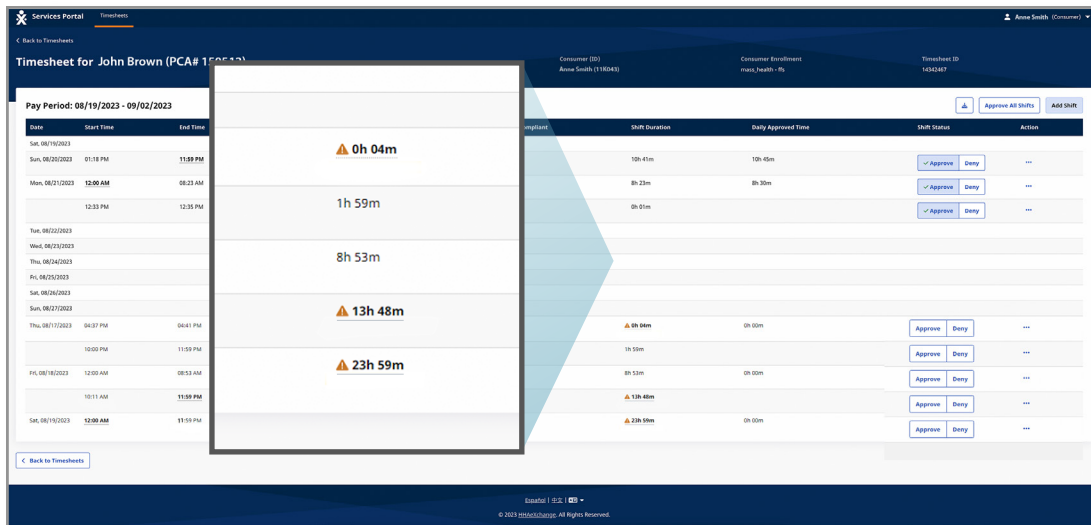 Services Portal Timesheets Anne Smith (Consumer)
Back to Timesheets
Timesheet for John Brown (PCA# 150512)
Consumer (ID) Consumer Enrollment Timesheet ID
Anne Smith (11R043) mass_health - ffs 14342467
Pay Period: 08/19/2023 - 09/02/2023 Approve All Shifts Add Shift
Date Start Time End Time mpliant Shift Duration Daily Approved Time Shift Status Action
Sat, 08/19/2023
Sun, 08/20/2023 01:18 PM 11:59 PM 10h 41m 10h 45m Approve Deny ...
Mon, 08/21/2023 12:00 AM 08:23 AM 8h 23m 8h 30m Approve Deny ...
12:33 PM 12:35 PM 0h 01m Approve Deny ...
Tue, 08/22/2023
Wed, 08/23/2023
Thu, 08/24/2023
Fri, 08/25/2023
Sat, 08/26/2023
Sun, 08/27/2023
Thu, 08/17/2023 04:37 PM 04:41 PM 0h 04m 0h 00m Approve Deny ...
10:00 PM 11:59 PM 1h 59m Approve Deny ...
Fri, 08/18/2023 12:00 AM 08:53 AM 8h 53m 0h 00m Approve Deny ...
10:11 AM 11:59 PM 13h 48m Approve Deny ...
Sat, 08/19/2023 12:00 AM 11:59 PM 23h 59m 0h 00m Approve Deny ...
0h 04m
1h 59m
8h 53m
13h 48m
23h 59m
Back to Timesheets
Español | 中文 |
© 2023 HHAeXchange. All Rights Reserved.